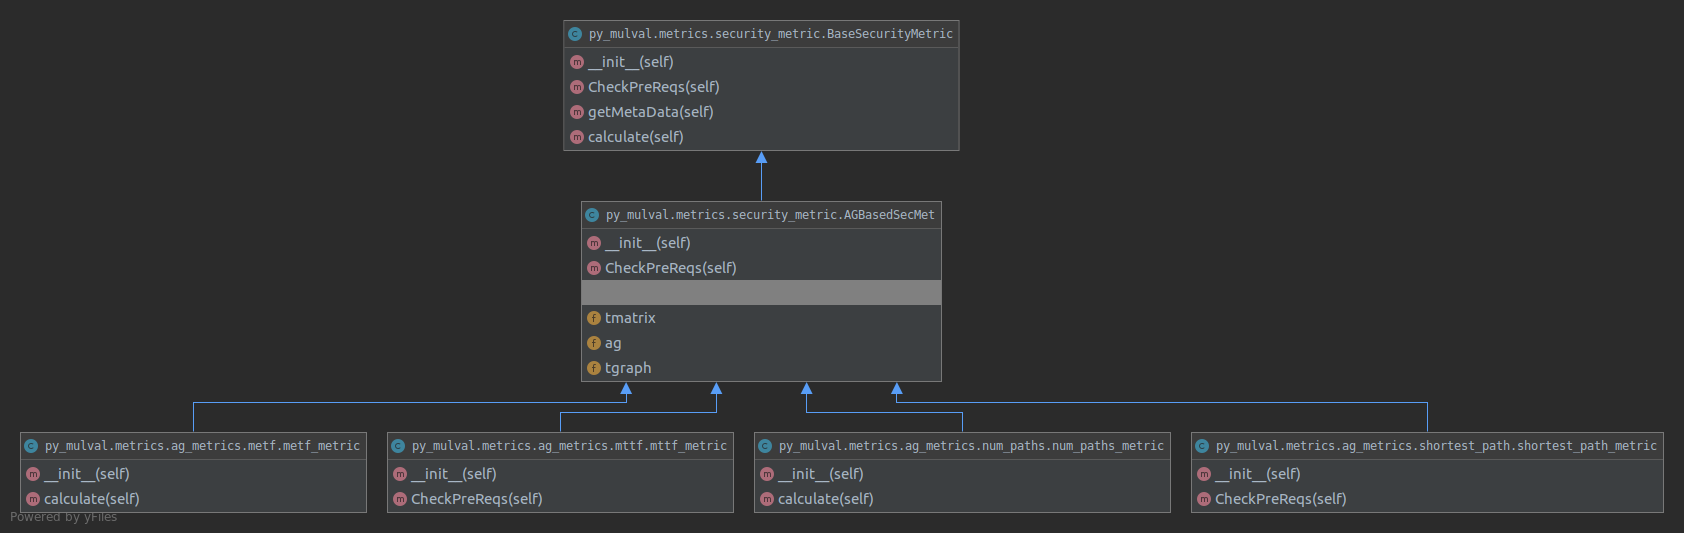 py_mulval.metrics.security_metric.BaseSecurityMetric
__init__(self)
CheckPreReqs(self)
getMetaData(self)
calculate(self)
py_mulval.metrics.security_metric.AGBasedSecMet
__init__(self)
CheckPreReqs(self)
tmatrix
ag
tgraph
py_mulval.metrics.ag_metrics.metf.metf_metric
__init__(self)
calculate(self)
py_mulval.metrics.ag_metrics.mttf.mttf_metric
__init__(self)
CheckPreReqs(self)
py_mulval.metrics.ag_metrics.num_paths.num_paths_metric
__init__(self)
calculate(self)
py_mulval.metrics.ag_metrics.shortest_path.shortest_path_metric
__init__(self)
CheckPreReqs(self)
Powered by yFiles